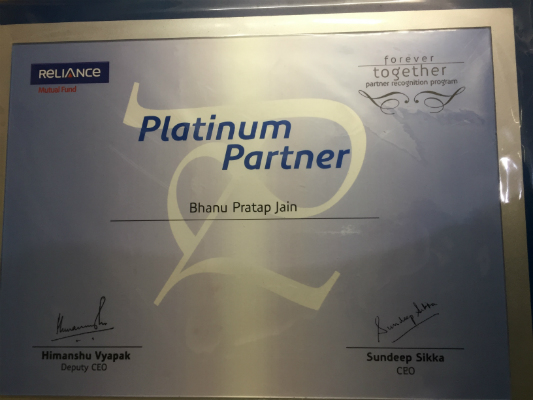 RELIANCE
Mutual Fund
forever
together
partner recognition program
Platinum
Partner
Bhanu Pratap Jain
Himanshu Vyapak
Deputy CEO
Sundeep Sikka
CEO